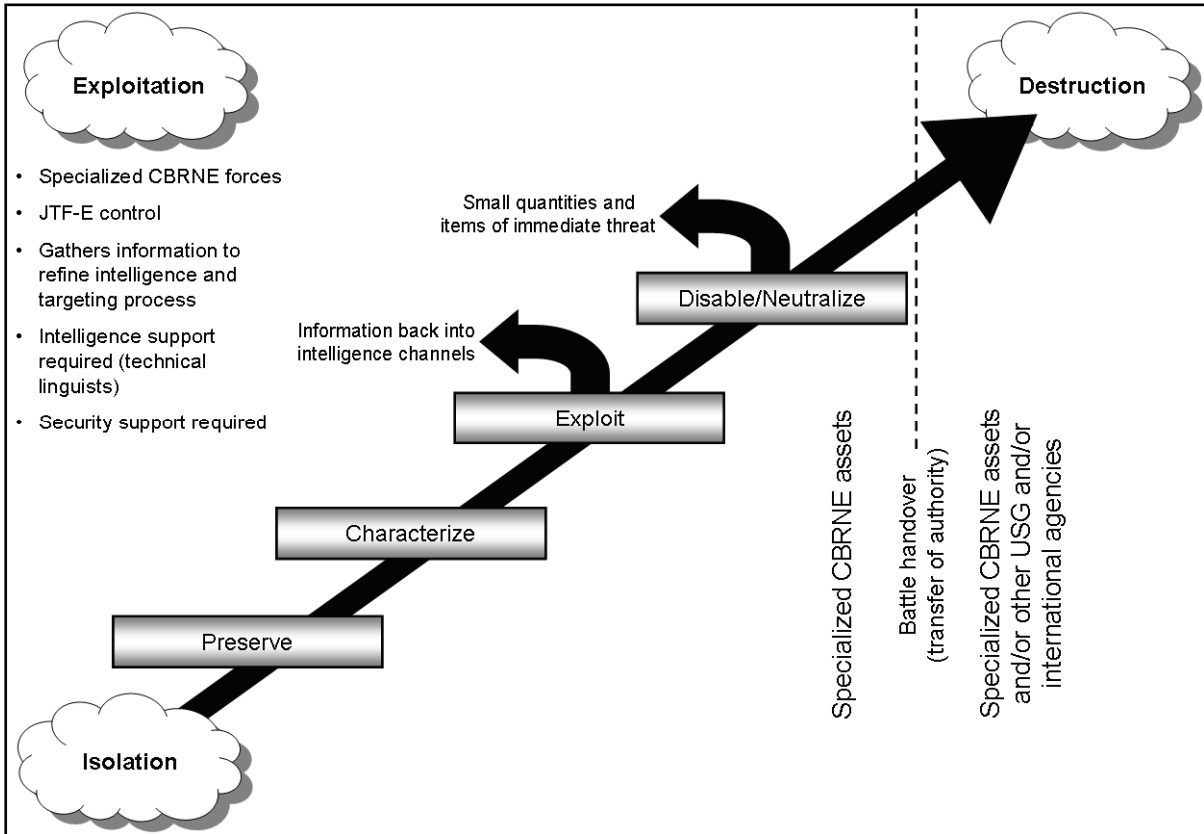 Exploitation
• Specialized CBRNE forces
• JTF-E control
• Gathers information to
refine intelligence and
targeting process
• Intelligence support
required (technical
linguists)
• Security support required
Destruction
Small quantities and
items of immediate threat
Disable/Neutralize
Information back into
intelligence channels
Exploit
Characterize
Preserve
Isolation
Specialized CBRNE assets
Battle handover
(transfer of authority)
Specialized CBRNE assets
and/or other USG and/or
international agencies